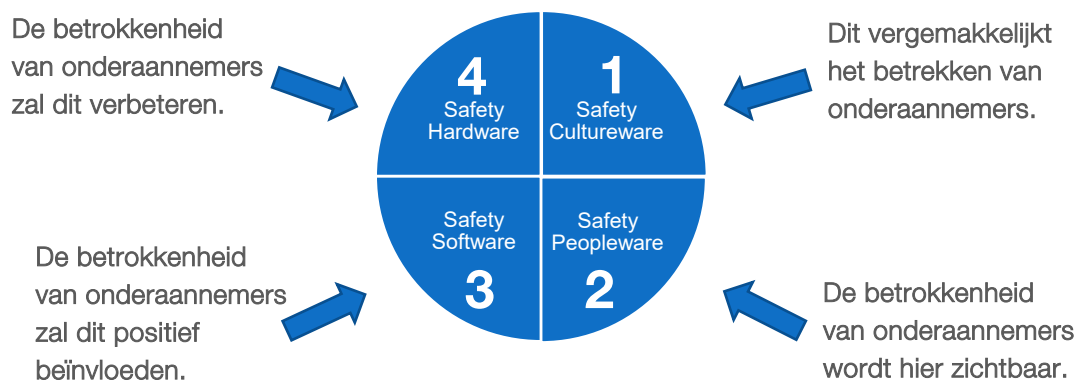 De betrokkenheid
van onderaannemers
zal dit verbeteren.
4
Safety
Hardware
1
Safety
Cultureware
Dit vergemakkelijkt
het betrekken van
onderaannemers.
De betrokkenheid
van onderaannemers
zal dit positief
beïnvloeden.
Safety
Software
3
Safety
Peopleware
2
De betrokkenheid
van onderaannemers
wordt hier zichtbaar.